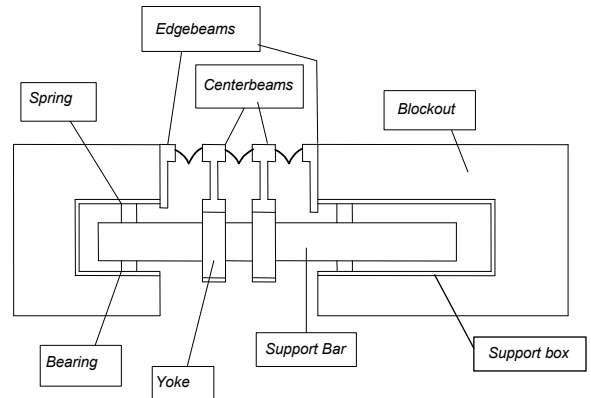 Edgebeams
Centerbeams
Spring
Blockout
Bearing
Yoke
Support Bar
Support box